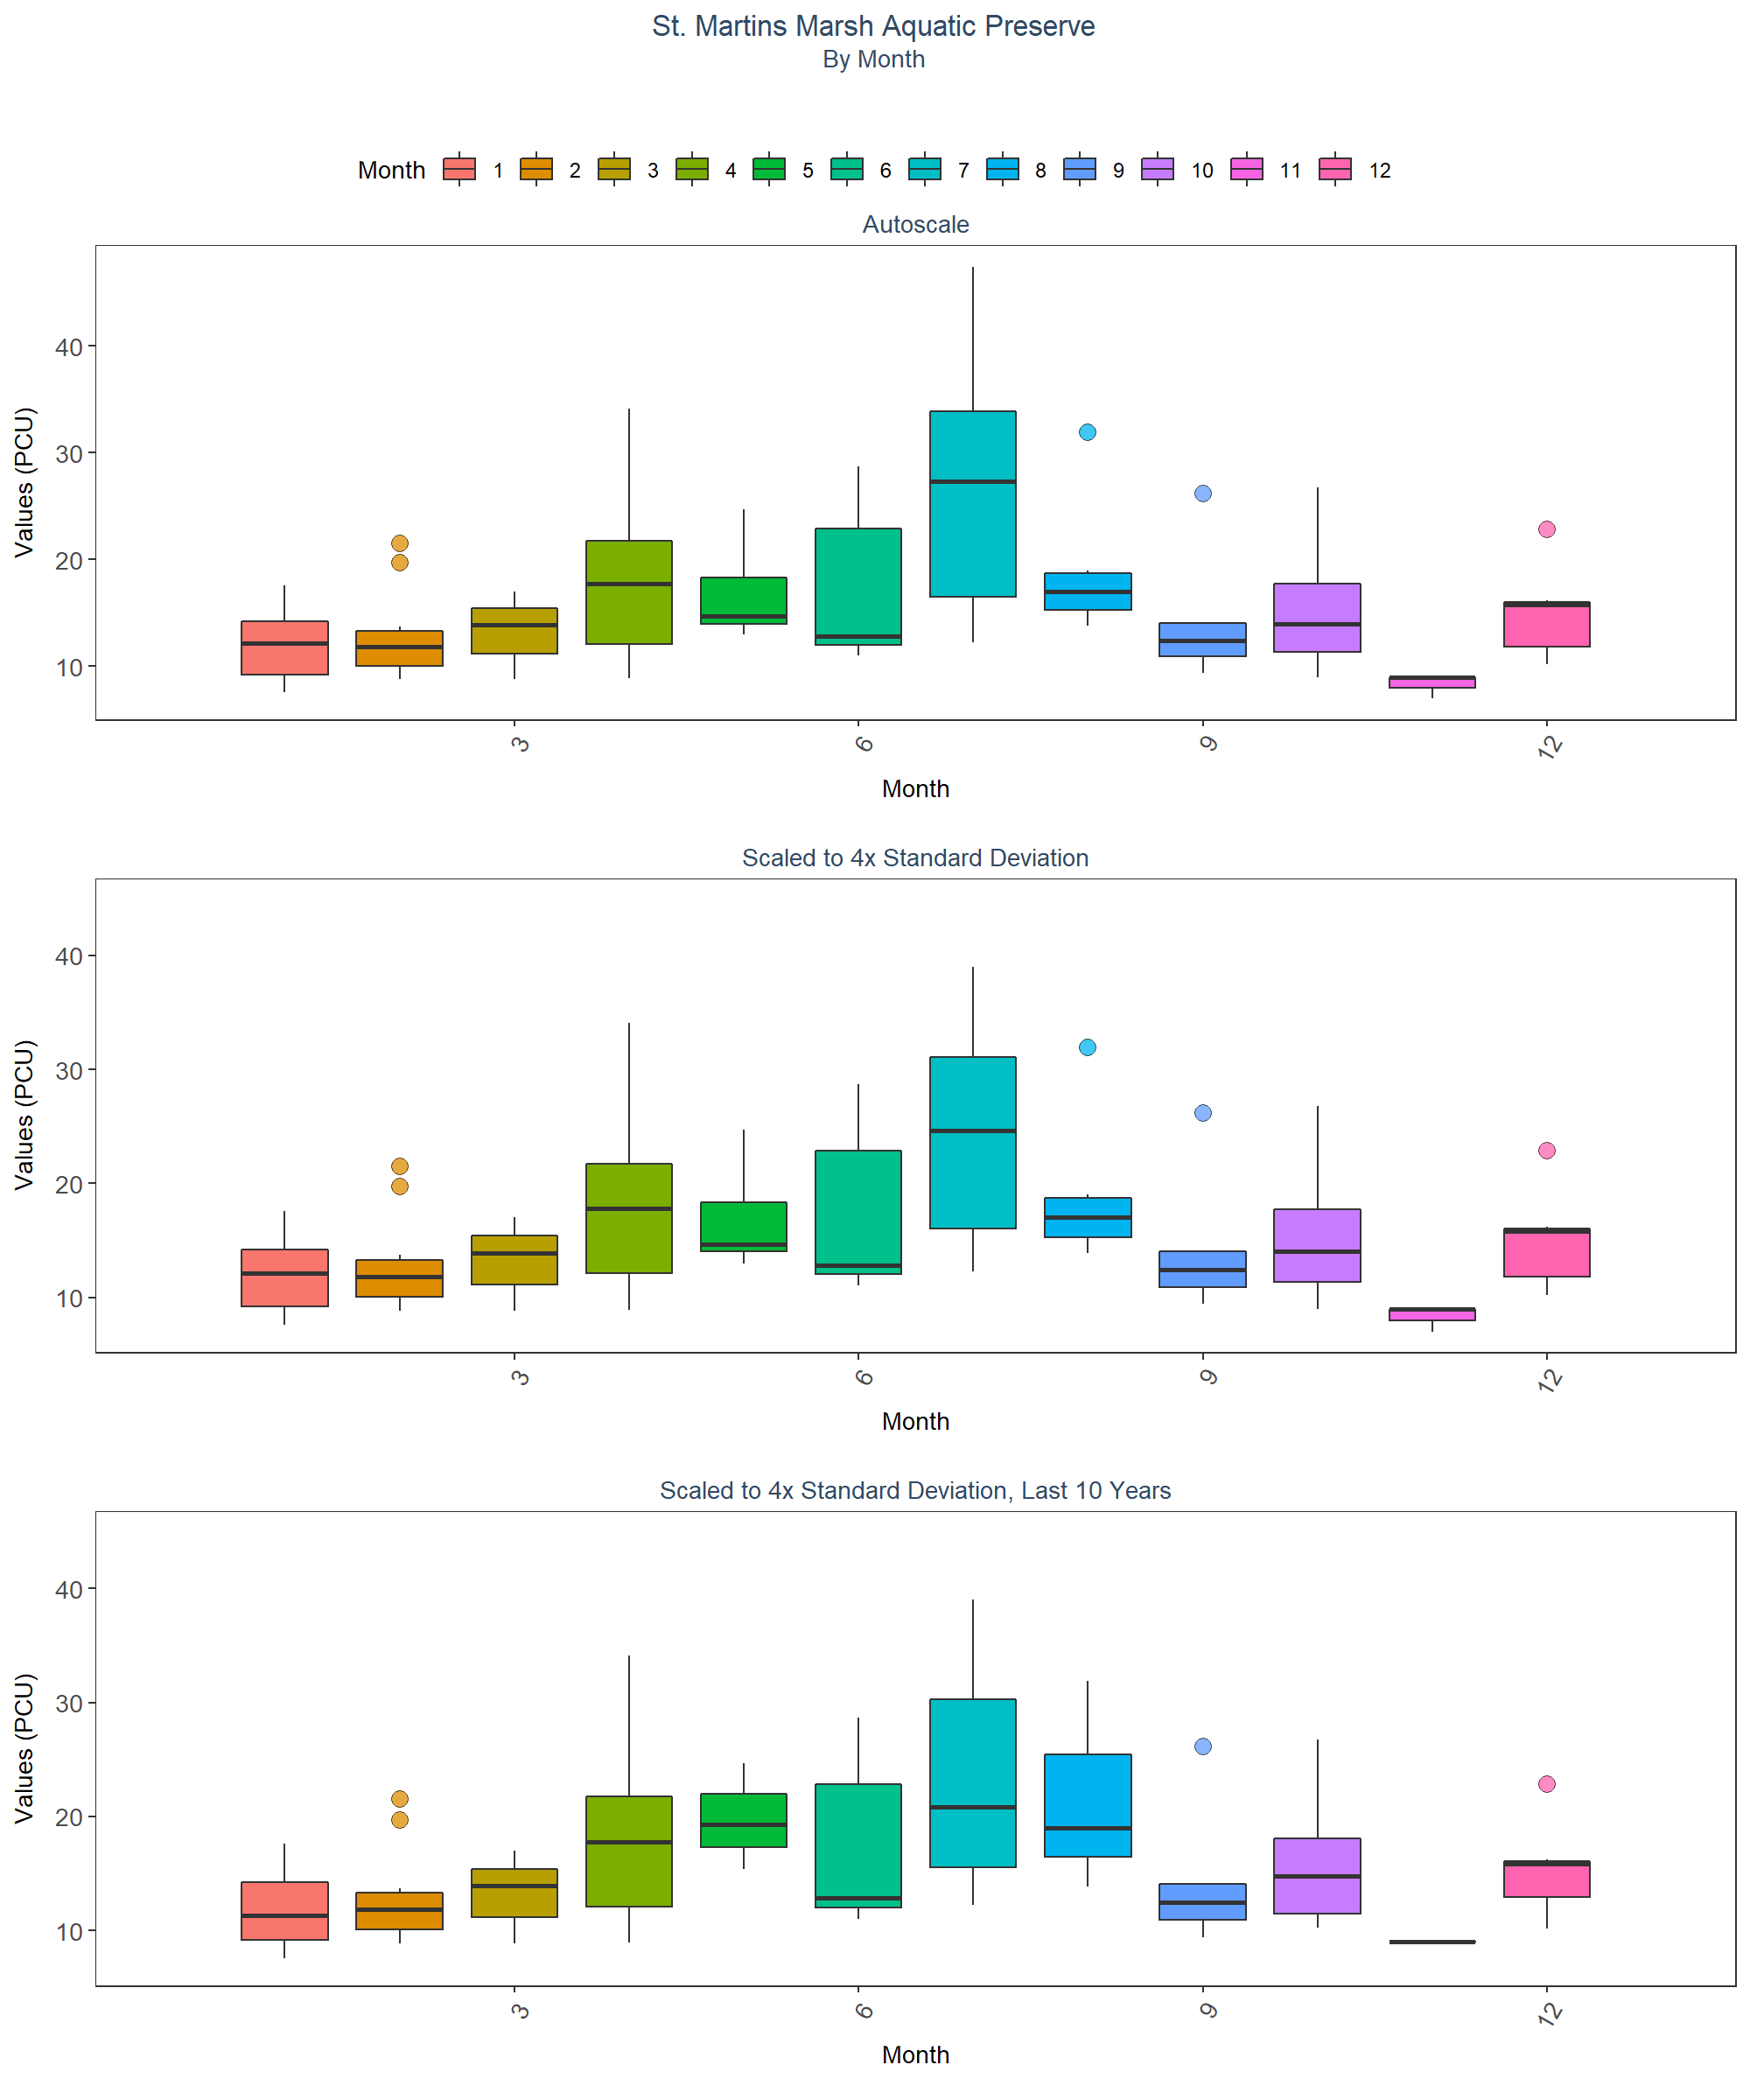 St. Martins Marsh Aquatic Preserve
By Month
Month 1 2 3 4 5 6 7 8 9 10 11 12
Autoscale
Values (PCU)
40
30
20
10
3 6 9 12
Month
Scaled to 4x Standard Deviation
Values (PCU)
40
30
20
10
3 6 9 12
Month
Scaled to 4x Standard Deviation, Last 10 Years
Values (PCU)
40
30
20
10
3 6 9 12
Month